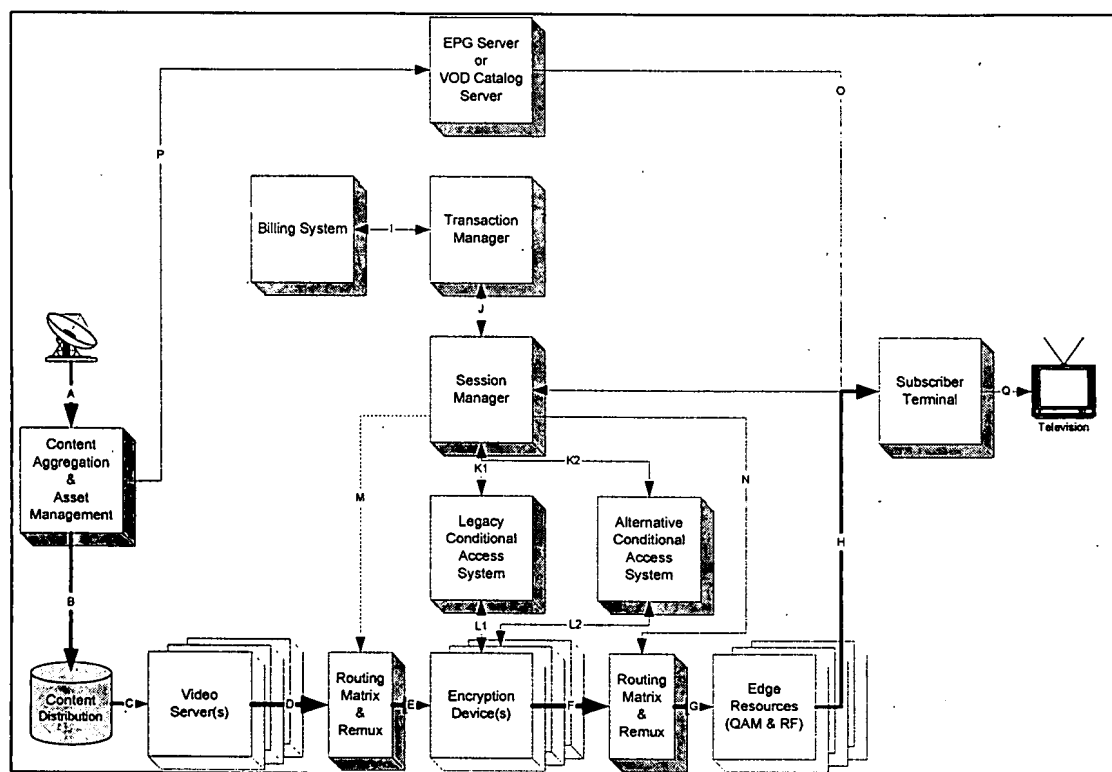 EPG Server
or
VOD Catalog
Server
O
P
Billing System
I
Transaction
Manager
J
A
Session
Manager
Subscriber
Terminal
Q
Television
Content
Aggregation
&
Asset
Management
K1
K2
M
N
Legacy
Conditional
Access
System
Alternative
Conditional
Access
System
H
B
L1
L2
Content
Distribution
C
Video
Server(s)
D
Routing
Matrix
& 
Remux
E
Encryption
Device(s)
F
Routing
Matrix
&
Remux
G
Edge
Resources
(QAM & RF)